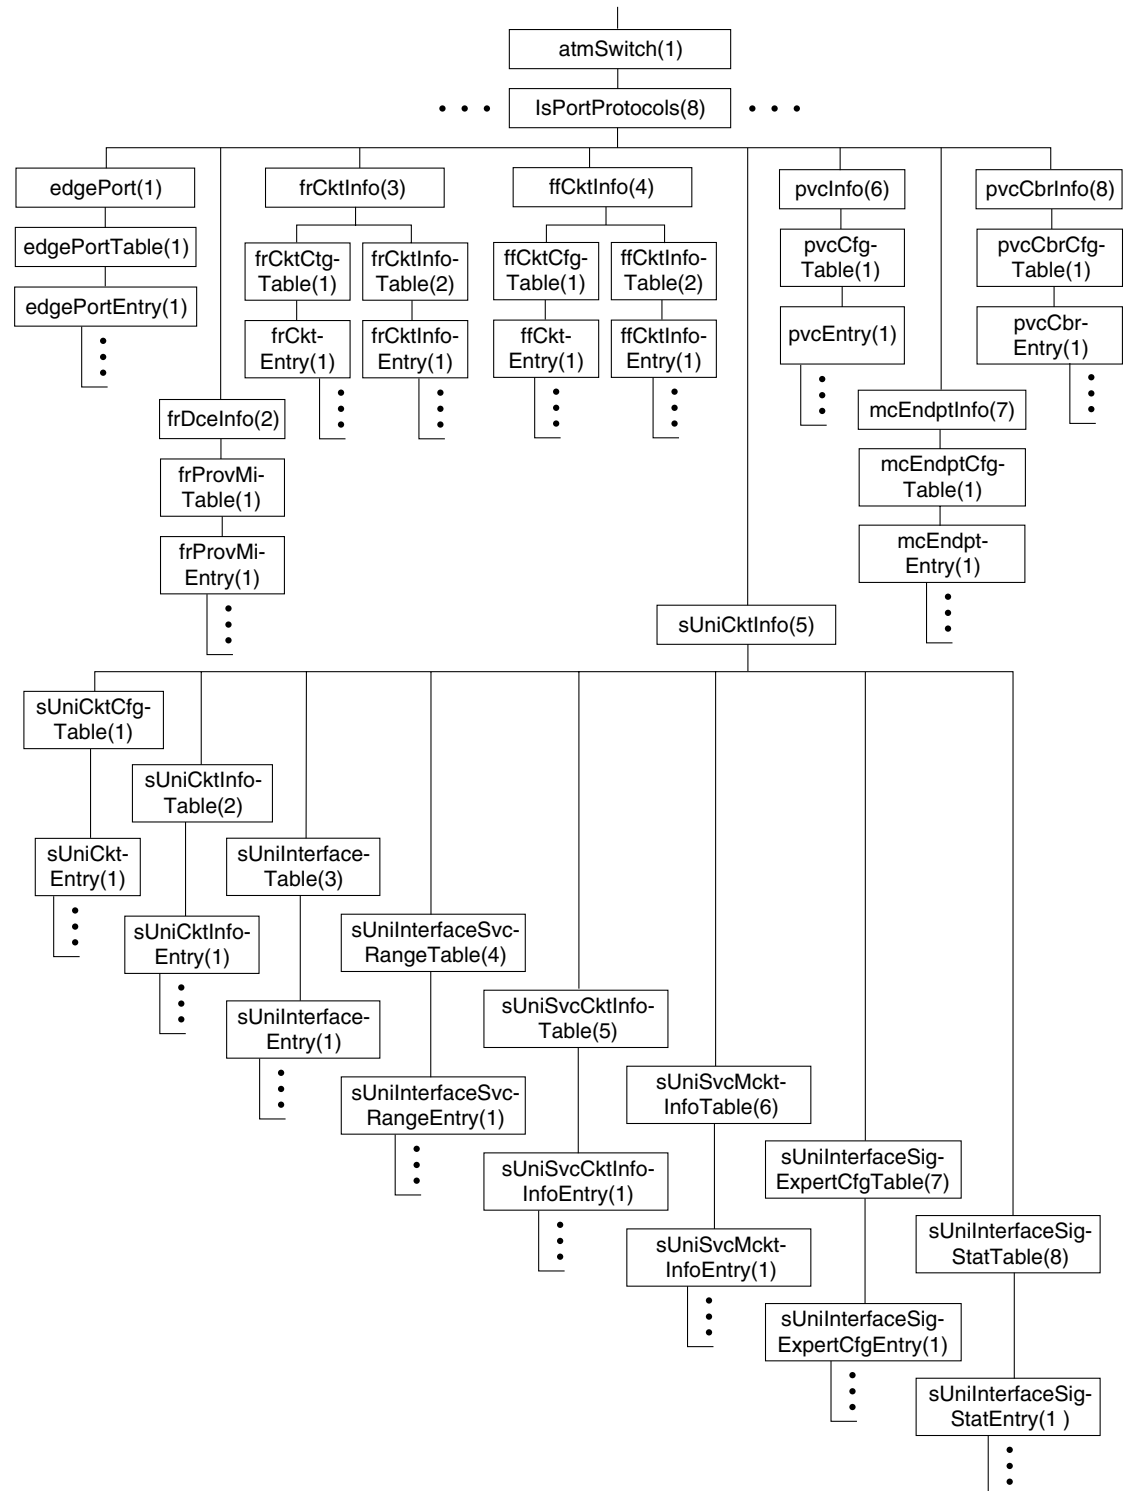 atmSwitch(1)
IsPortProtocols(8)
edgePort(1)
frCktInfo(3)
ffCktInfo(4)
pvcInfo(6)
pvcCbrInfo(8)
edgePortTable(1)
frCktCtg-
Table(1)
frCktInfo-
Table(2)
ffCktCfg-
Table(1)
ffCktInfo-
Table(2)
pvcCfg-
Table(1)
pvcCbrCfg-
Table(1)
edgePortEntry(1)
frCkt-
Entry(1)
frCktInfo-
Entry(1)
ffCkt-
Entry(1)
ffCktInfo-
Entry(1)
pvcEntry(1)
pvcCbr-
Entry(1)
frDceInfo(2)
mcEndptInfo(7)
frProvMi-
Table(1)
mcEndptCfg-
Table(1)
frProvMi-
Entry(1)
mcEndpt-
Entry(1)
sUniCktInfo(5)
sUniCktCfg-
Table(1)
sUniCktInfo-
Table(2)
sUniCkt-
Entry(1)
sUniInterface-
Table(3)
sUniCktInfo-
Entry(1)
sUniInterfaceSvc-
RangeTable(4)
sUniInterface-
Entry(1)
sUniSvcCktInfo-
Table(5)
sUniInterfaceSvc-
RangeEntry(1)
sUniSvcMckt-
InfoTable(6)
sUniSvcCktInfo-
InfoEntry(1)
sUniInterfaceSig-
ExpertCfgTable(7)
sUniSvcMckt-
InfoEntry(1)
sUniInterfaceSig-
StatTable(8)
sUniInterfaceSig-
ExpertCfgEntry(1)
sUniInterfaceSig-
StatEntry(1 )